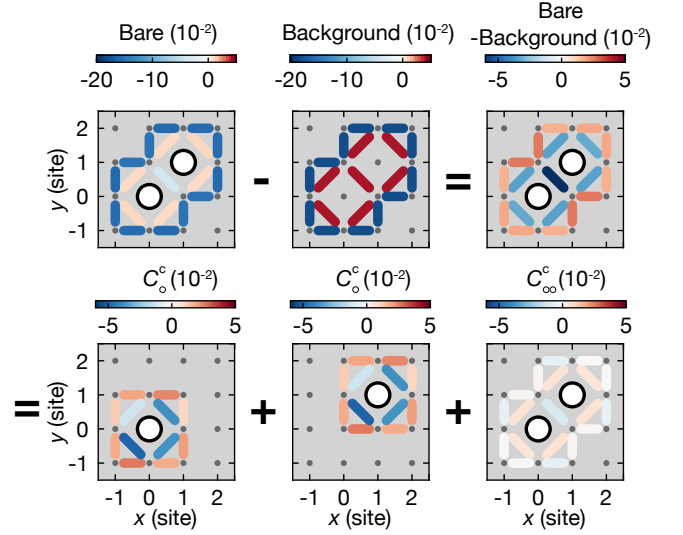 Bare (10⁻²) Background (10⁻²) Bare -Background (10⁻²)
-20 -10 0 -20 -10 0 -5 0 5
2
1
0
-1
y (site)
- =
C꜀ᶜ (10⁻²) C꜀ᶜ (10⁻²) C∞ᶜ (10⁻²)
-5 0 5 -5 0 5 -5 0 5
= + +
2
1
0
-1
y (site)
-1 0 1 2 -1 0 1 2 -1 0 1 2
x (site) x (site) x (site)